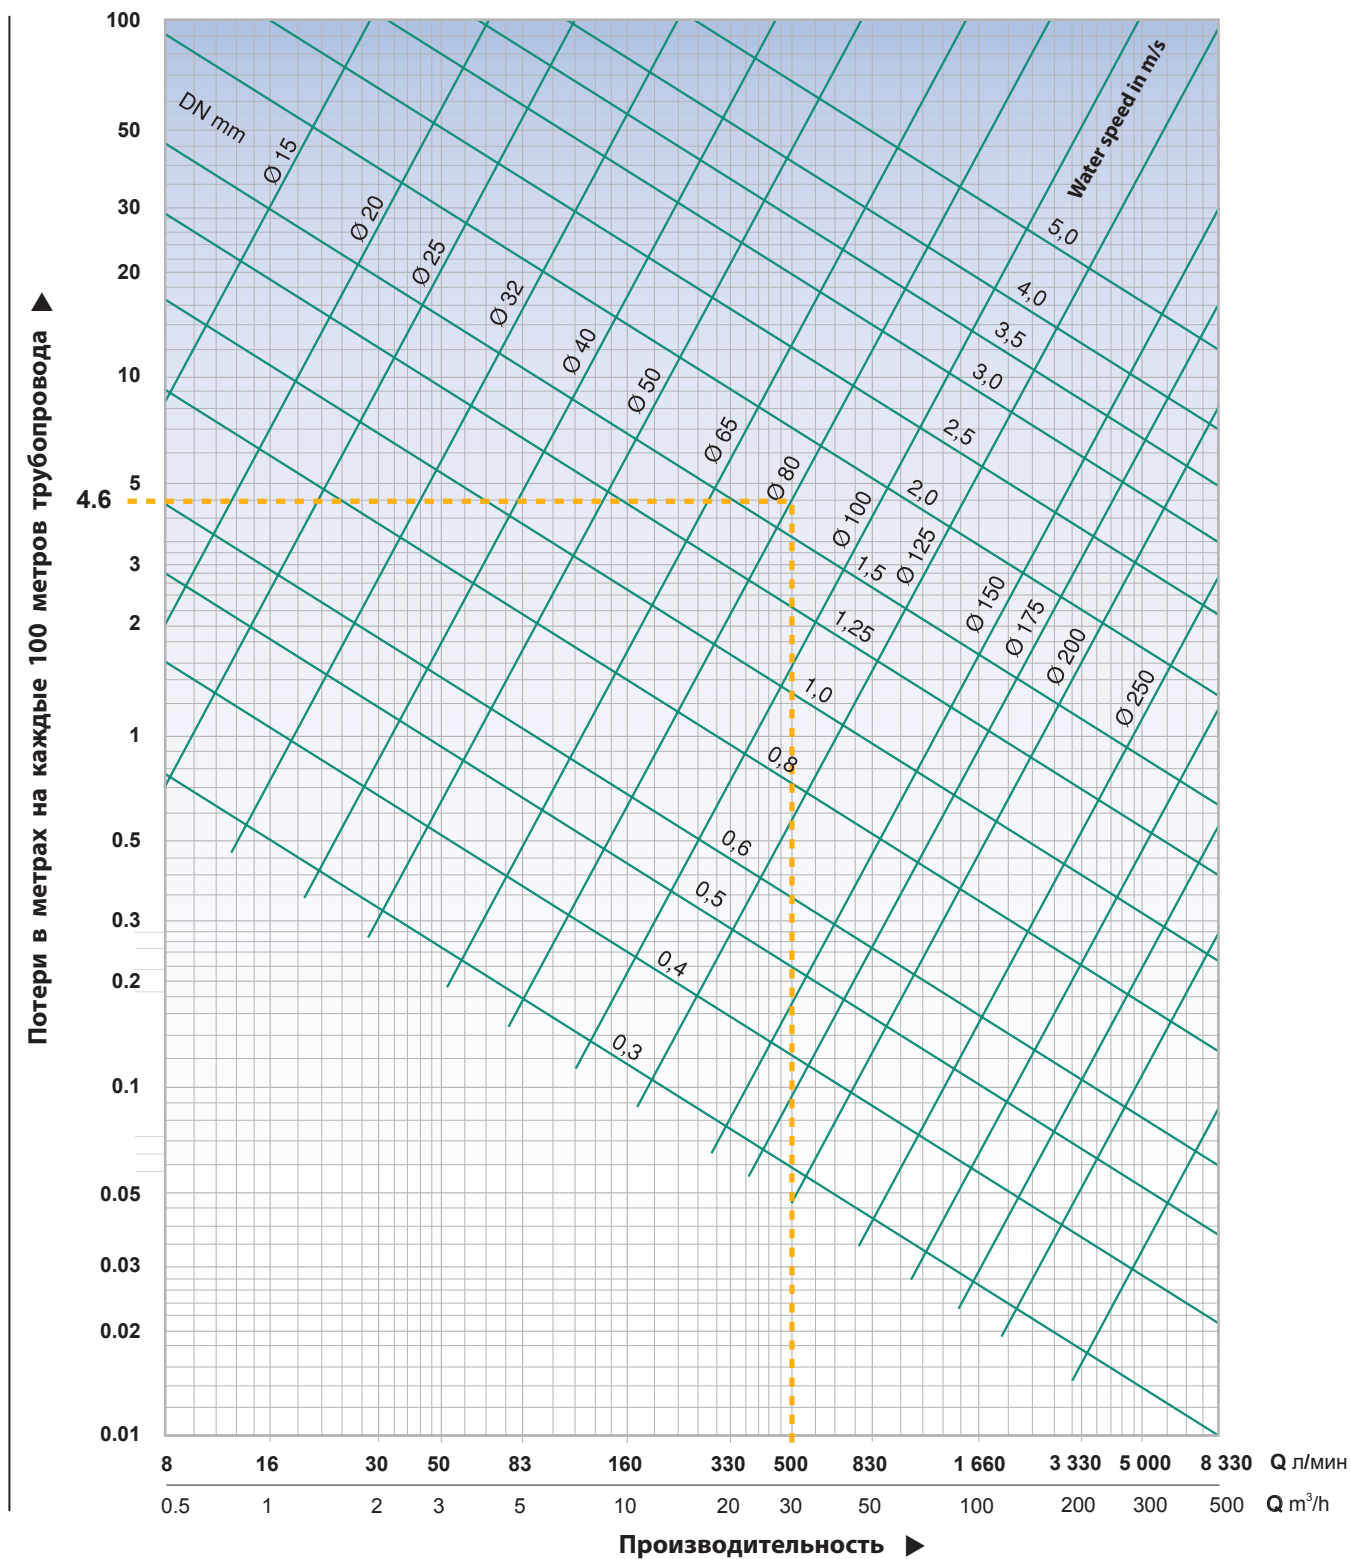 Потери в метрах на каждые 100 метров трубопровода
100
50
30
20
10
5
4.6
3
2
1
0.5
0.3
0.2
0.1
0.05
0.03
0.02
0.01
DN mm
Ø 15
Ø 20
Ø 25
Ø 32
Ø 40
Ø 50
Ø 65
Ø 80
Ø 100
Ø 125
Ø 150
Ø 175
Ø 200
Ø 250
Water speed in m/s
5,0
4,0
3,5
3,0
2,5
2,0
1,5
1,25
1,0
0,8
0,6
0,5
0,4
0,3
8 16 30 50 83 160 330 500 830 1 660 3 330 5 000 8 330 Q л/мин
0.5 1 2 3 5 10 20 30 50 100 200 300 500 Q m³/h
Производительность